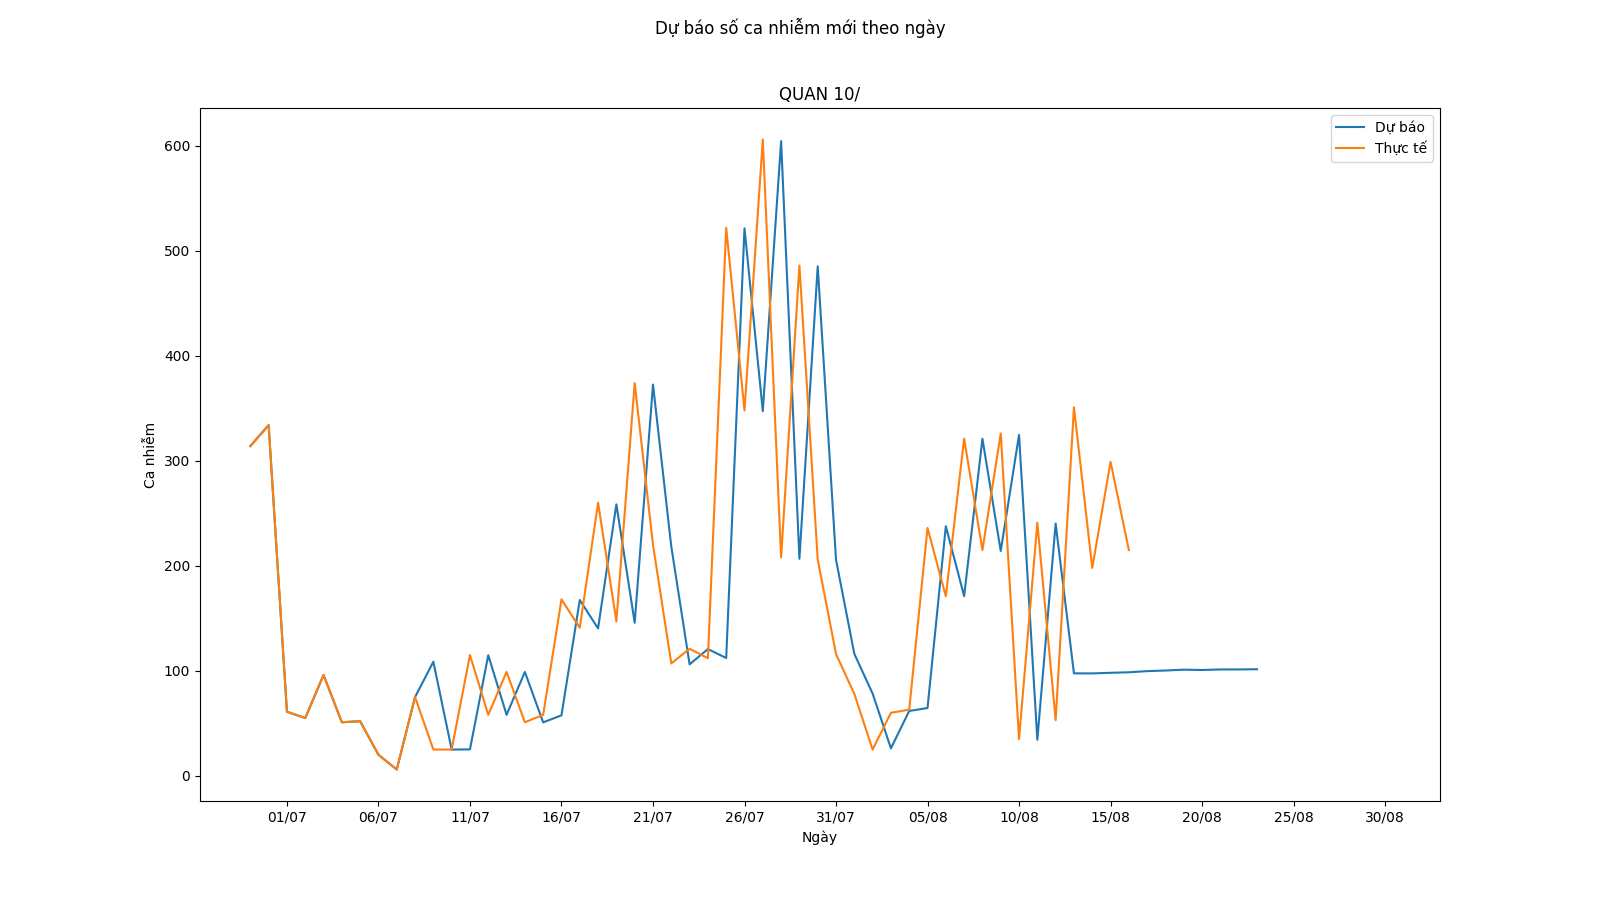 Dự báo số ca nhiễm mới theo ngày
QUAN 10/
Dự báo
Thực tế
600
500
400
300
200
100
0
Ca nhiễm
01/07 06/07 11/07 16/07 21/07 26/07 31/07 05/08 10/08 15/08 20/08 25/08 30/08
Ngày